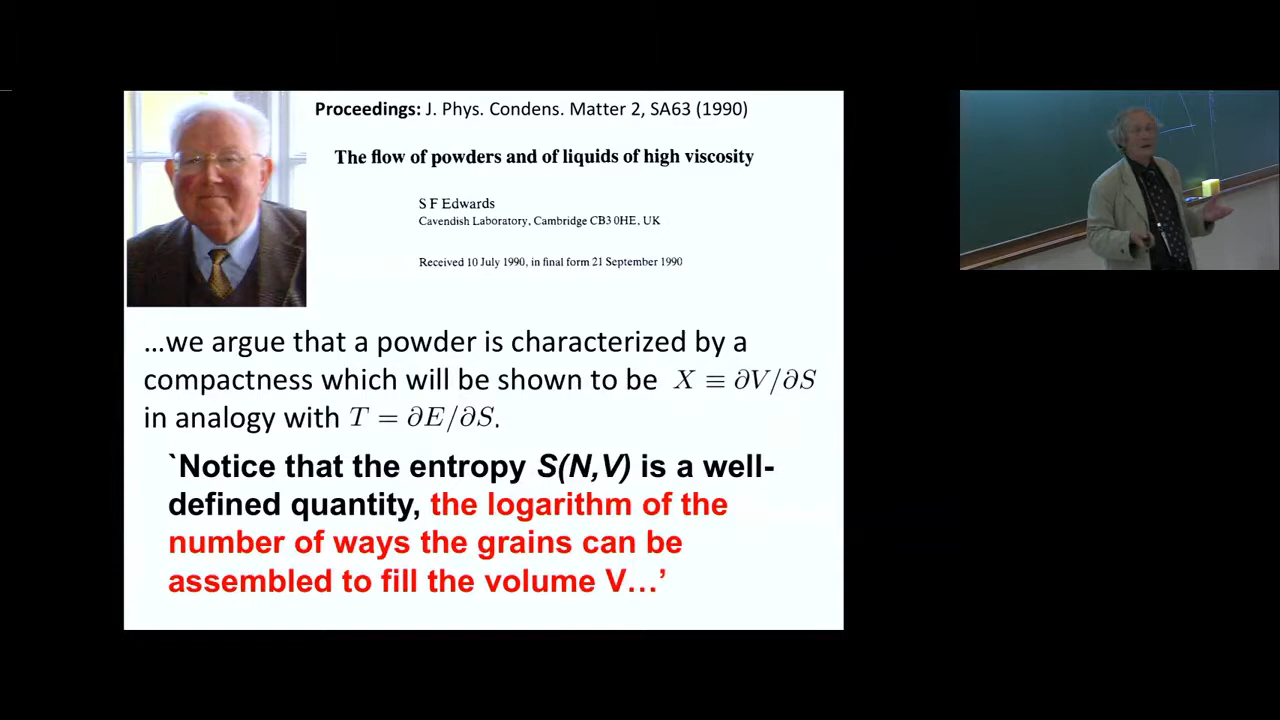 Proceedings: J. Phys. Condens. Matter 2, SA63 (1990)
The flow of powders and of liquids of high viscosity
S F Edwards
Cavendish Laboratory, Cambridge CB3 0HE, UK
Received 10 July 1990, in final form 21 September 1990
...we argue that a powder is characterized by a
compactness which will be shown to be X ≡ ∂V/∂S
in analogy with T = ∂E/∂S.
`Notice that the entropy S(N,V) is a well-
defined quantity, the logarithm of the
number of ways the grains can be
assembled to fill the volume V…’